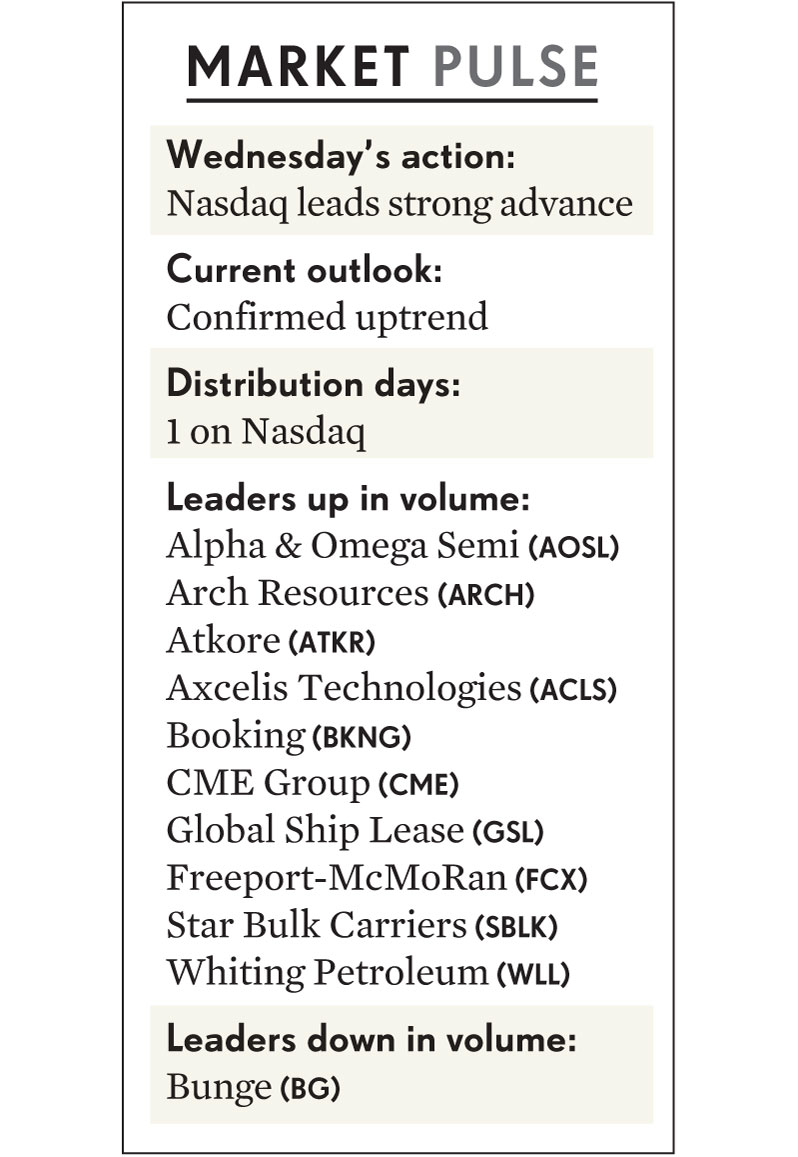 MARKET PULSE
Wednesday’s action:
Nasdaq leads strong advance
Current outlook:
Confirmed uptrend
Distribution days:
1 on Nasdaq
Leaders up in volume:
Alpha & Omega Semi (AOSL)
Arch Resources (ARCH)
Atkore (ATKR)
Axcelis Technologies (ACLS)
Booking (BKNG)
CME Group (CME)
Global Ship Lease (GSL)
Freeport-McMoRan (FCX)
Star Bulk Carriers (SBLK)
Whiting Petroleum (WLL)
Leaders down in volume:
Bunge (BG)